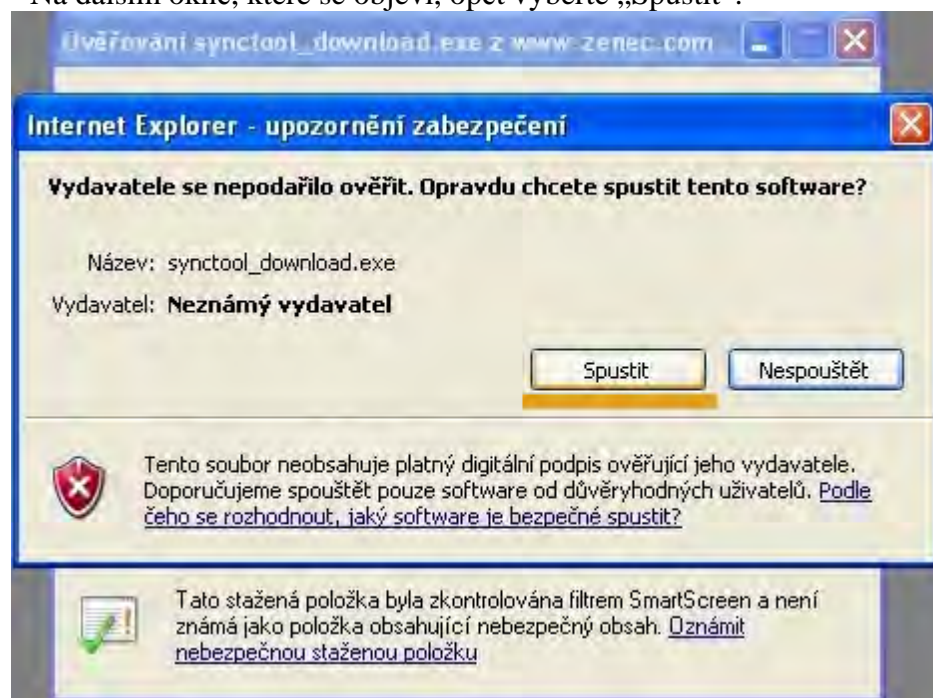 Na dalším okně, které se objeví, opět vyberte „Spustit“.
Ověřování synctool_download.exe z www.zenec.com
Internet Explorer - upozornění zabezpečení
Vydavatele se nepodařilo ověřit. Opravdu chcete spustit tento software?
Název: synctool_download.exe
Vydavatel: Neznámý vydavatel
Spustit Nespouštět
Tento soubor neobsahuje platný digitální podpis ověřující jeho vydavatele.
Doporučujeme spouštět pouze software od důvěryhodných uživatelů. Podle
čeho se rozhodnout, jaký software je bezpečné spustit?
Tato stažená položka byla zkontrolována filtrem SmartScreen a není
známá jako položka obsahující nebezpečný obsah. Oznámit
nebezpečnou staženou položku